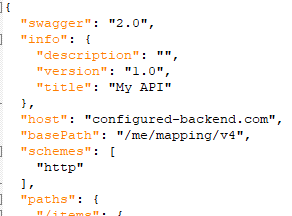 {
"swagger": "2.0",
"info": {
"description": "",
"version": "1.0",
"title": "My API"
},
"host": "configured-backend.com",
"basePath": "/me/mapping/v4",
"schemes": [
"http"
],
"paths": {
"/items": {